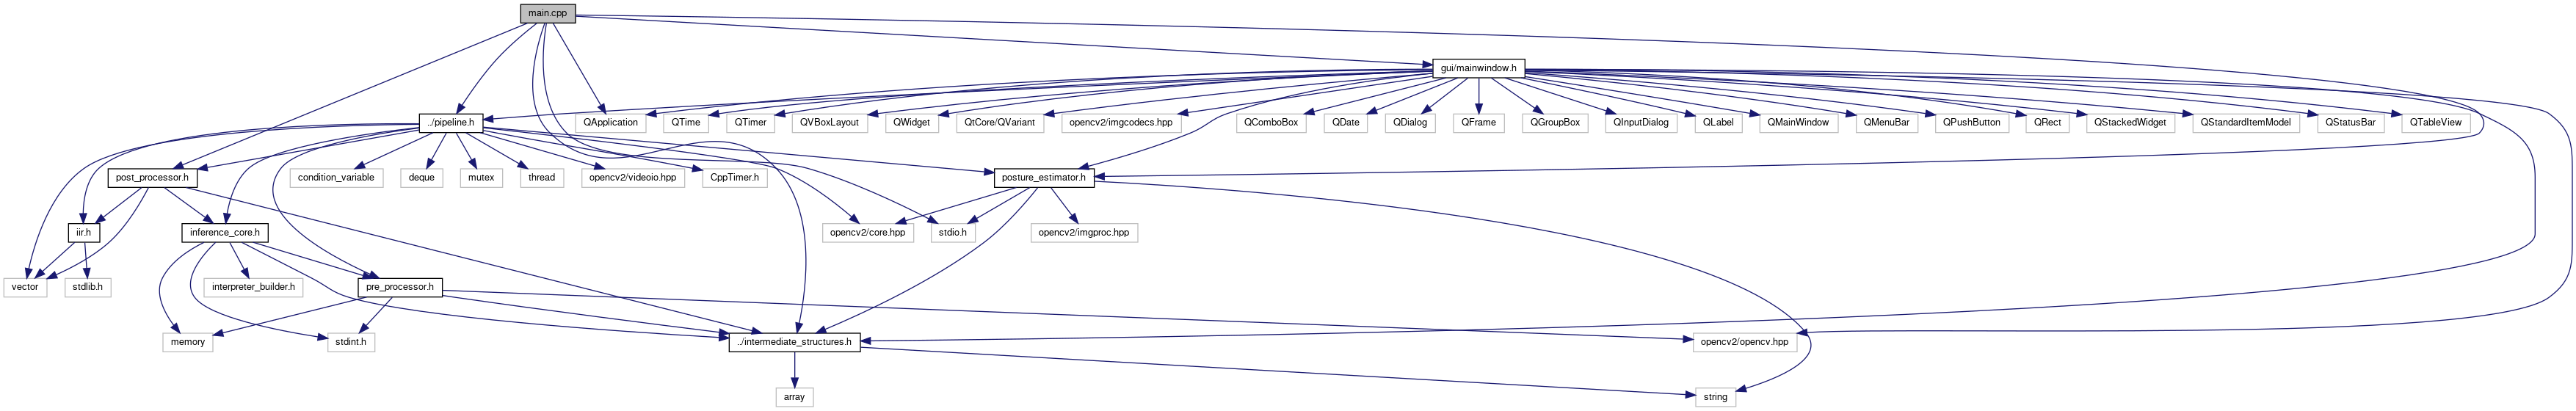 main.cpp
gui/mainwindow.h
../pipeline.h
QApplication
QTime
QTimer
QVBoxLayout
QWidget
QtCore/QVariant
opencv2/imgcodecs.hpp
QComboBox
QDate
QDialog
QFrame
QGroupBox
QInputDialog
QLabel
QMainWindow
QMenuBar
QPushButton
QRect
QStackedWidget
QStandardItemModel
QStatusBar
QTableView
post_processor.h
condition_variable
deque
mutex
thread
opencv2/videoio.hpp
CppTimer.h
posture_estimator.h
iir.h
inference_core.h
opencv2/core.hpp
stdio.h
opencv2/imgproc.hpp
vector
stdlib.h
interpreter_builder.h
pre_processor.h
memory
stdint.h
../intermediate_structures.h
opencv2/opencv.hpp
array
string